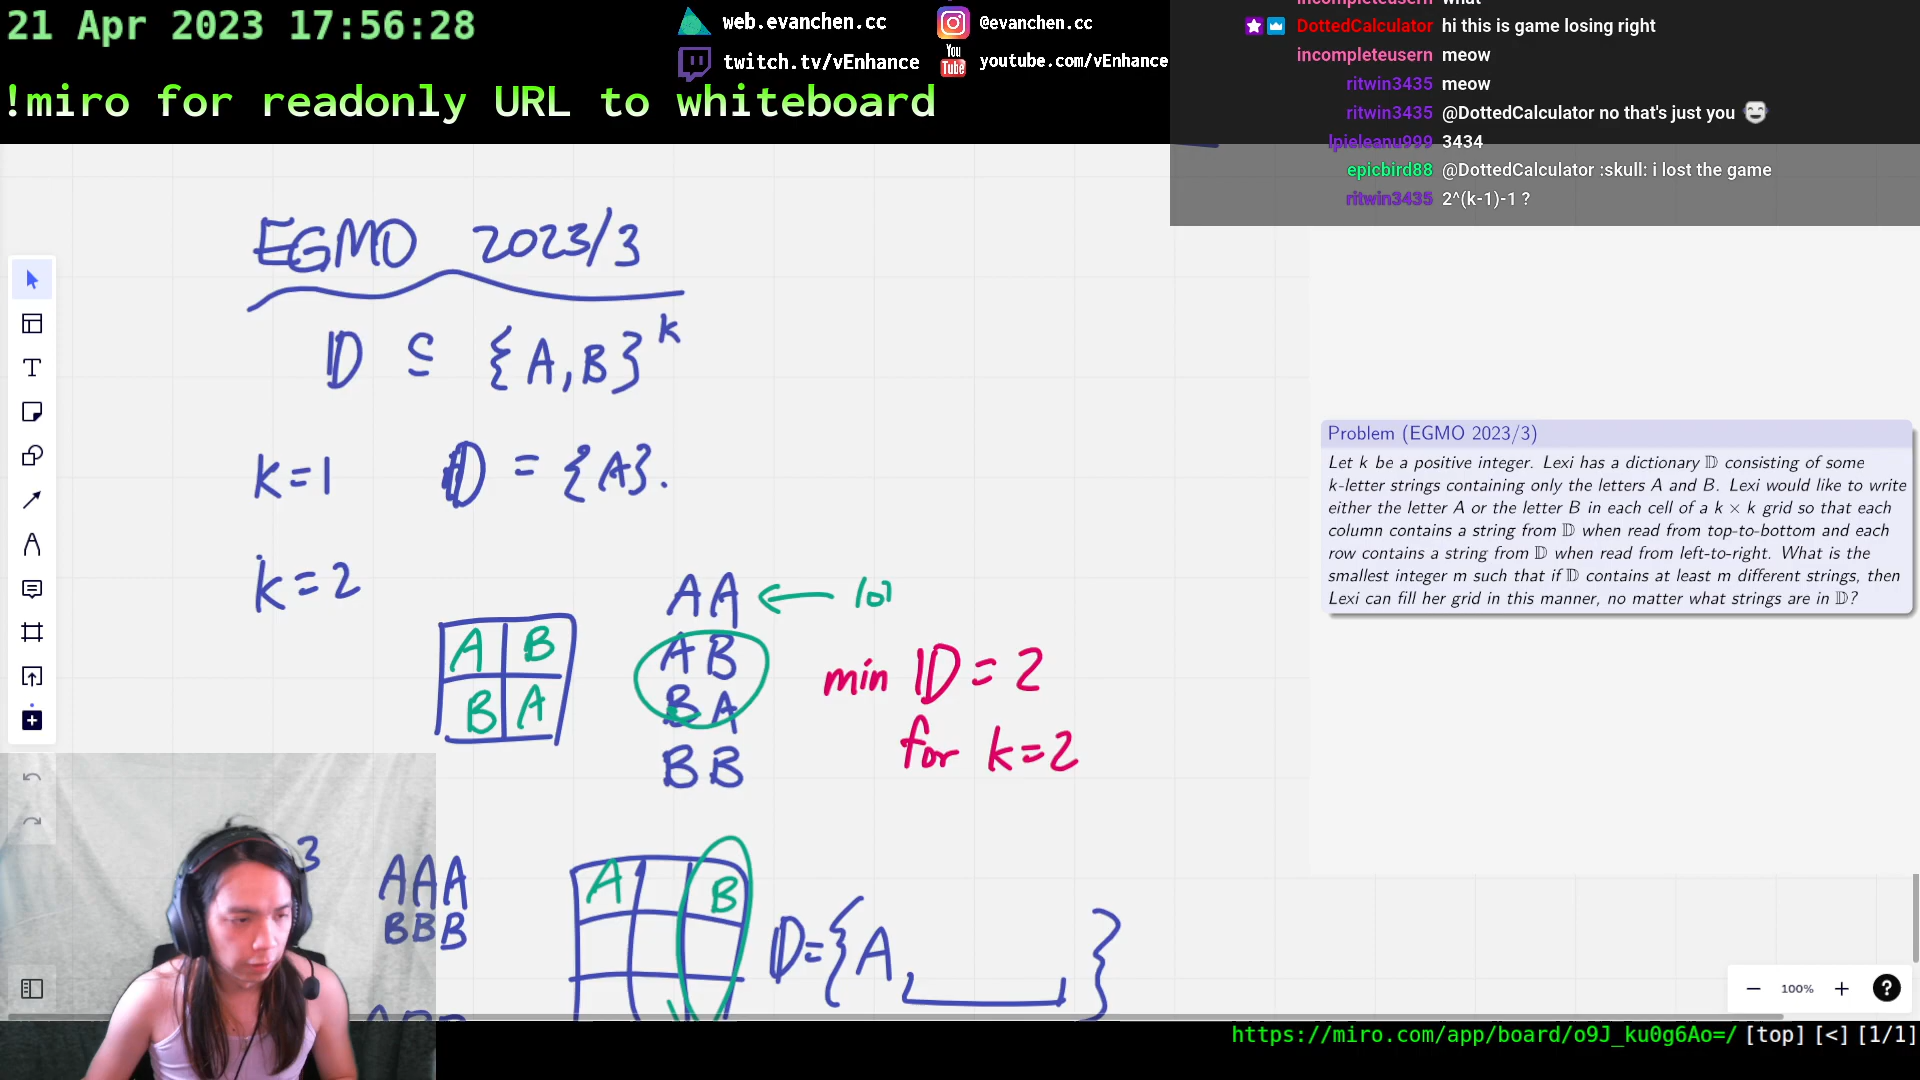 21 Apr 2023 17:56:28
!miro for readonly URL to whiteboard
web.evanchen.cc
@evanchen.cc
twitch.tv/vEnhance
You Tube
youtube.com/vEnhance
DottedCalculator hi this is game losing right
incompleteusern meow
ritwin3435 meow
ritwin3435 @DottedCalculator no that's just you
lpieleanu999 3434
epicbird88 @DottedCalculator :skull: i lost the game
ritwin3435 2^(k-1)-1 ?
EGMO 2023/3
𝔻 ⊆ {A, B}^k
k=1 𝔻 = {A}.
k=2
A B
B A
AA ←
AB
BA
BB
min 𝔻 = 2
for k=2
3
AAA
BBB
A B
𝔻={A, }
Problem (EGMO 2023/3)
Let k be a positive integer. Lexi has a dictionary 𝔻 consisting of some
k-letter strings containing only the letters A and B. Lexi would like to write
either the letter A or the letter B in each cell of a k × k grid so that each
column contains a string from 𝔻 when read from top-to-bottom and each
row contains a string from 𝔻 when read from left-to-right. What is the
smallest integer m such that if 𝔻 contains at least m different strings, then
Lexi can fill her grid in this manner, no matter what strings are in 𝔻?
100%
https://miro.com/app/board/o9J_ku0g6Ao=/ [top] [<] [1/1]